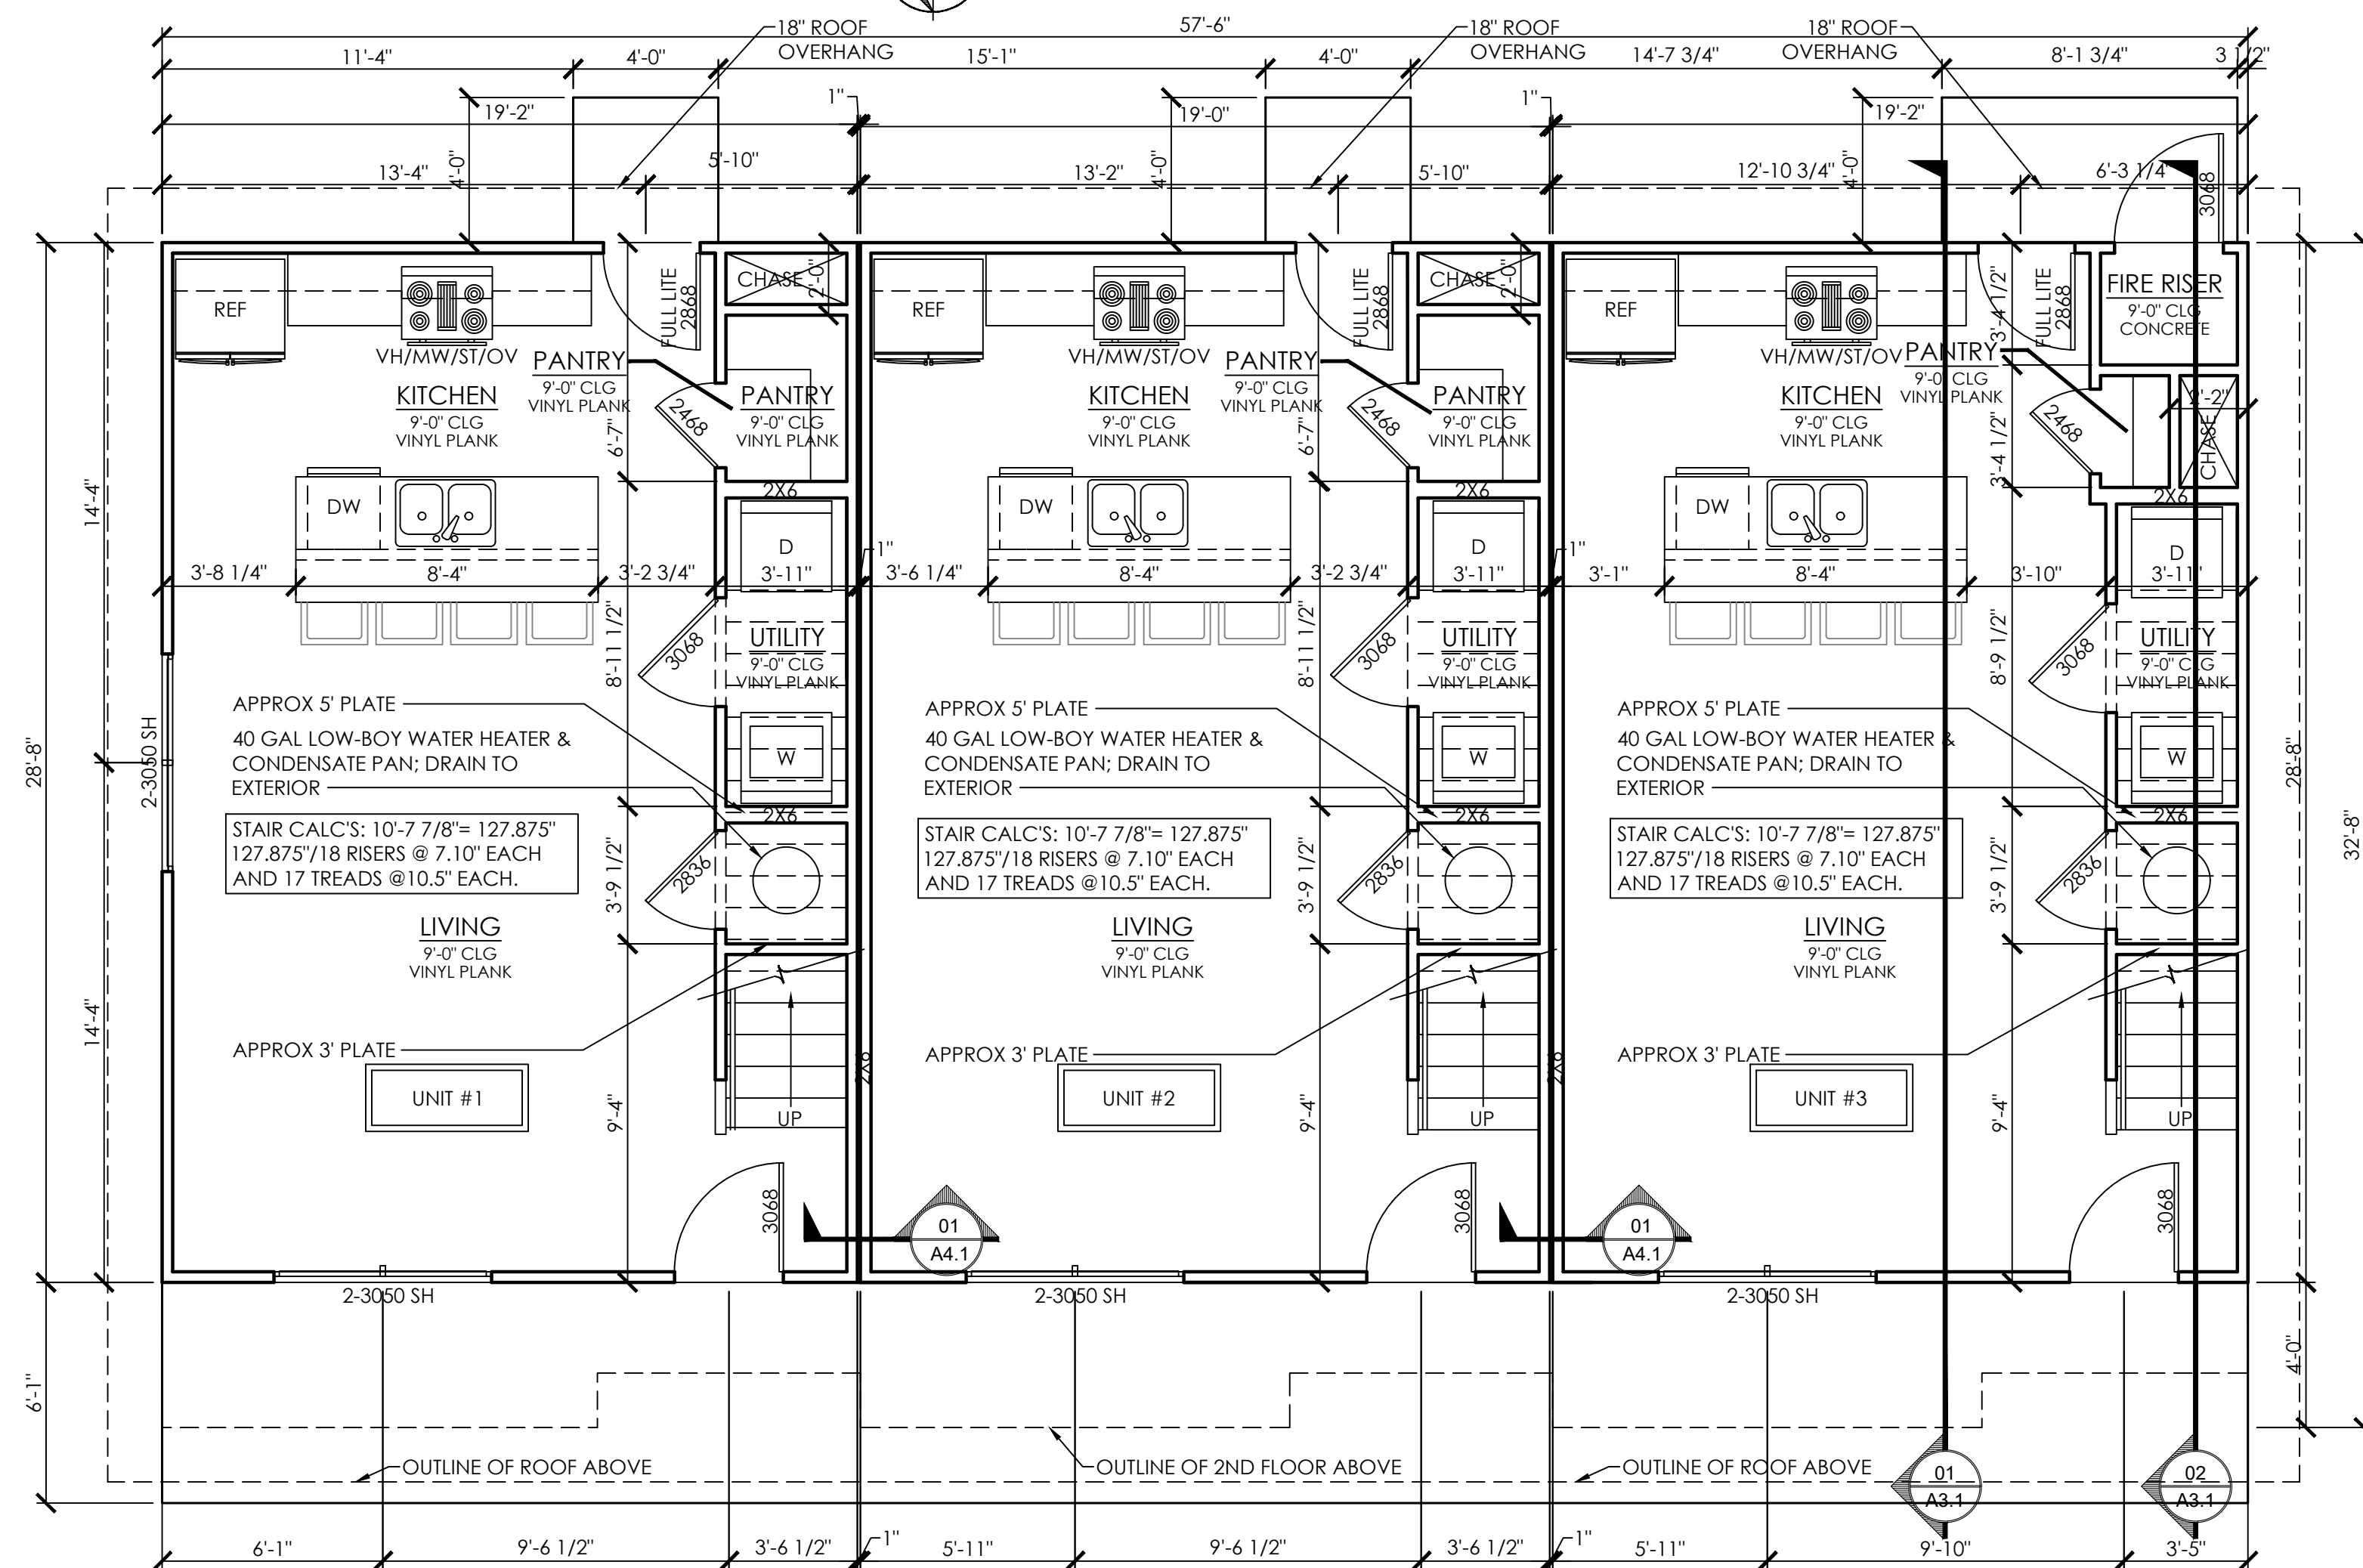 57'-6"
18" ROOF
OVERHANG
18" ROOF
OVERHANG
18" ROOF
OVERHANG
11'-4"
4'-0"
15'-1"
4'-0"
14'-7 3/4"
8'-1 3/4"
3 1/2"
19'-2"
1"
19'-0"
1"
19'-2"
13'-4"
4'-0"
5'-10"
13'-2"
4'-0"
5'-10"
12'-10 3/4"
4'-0"
6'-3 1/4"
3068
REF
VH/MW/ST/OV
FULL LITE
2868
CHASE
2'-0"
KITCHEN
9'-0" CLG
VINYL PLANK
PANTRY
9'-0" CLG
VINYL PLANK
PANTRY
9'-0" CLG
VINYL PLANK
2468
6'-7"
2X6
REF
VH/MW/ST/OV
FULL LITE
2868
CHASE
2'-0"
KITCHEN
9'-0" CLG
VINYL PLANK
PANTRY
9'-0" CLG
VINYL PLANK
PANTRY
9'-0" CLG
VINYL PLANK
2468
6'-7"
2X6
REF
VH/MW/ST/OV
FULL LITE
2868
FIRE RISER
9'-0" CLG
CONCRETE
3'-4 1/2"
KITCHEN
9'-0" CLG
VINYL PLANK
PANTRY
9'-0" CLG
VINYL PLANK
2468
2'-2"
CHASE
3'-4 1/2"
2X6
14'-4"
DW
D
1"
DW
D
1"
DW
D
3'-8 1/4"
8'-4"
3'-2 3/4"
3'-11"
3'-6 1/4"
8'-4"
3'-2 3/4"
3'-11"
3'-1"
8'-4"
3'-10"
3'-11"
8'-11 1/2"
3068
UTILITY
9'-0" CLG
VINYL PLANK
8'-11 1/2"
3068
UTILITY
9'-0" CLG
VINYL PLANK
8'-9 1/2"
3068
UTILITY
9'-0" CLG
VINYL PLANK
28'-8"
2-3050 SH
28'-8"
32'-8"
APPROX 5' PLATE
40 GAL LOW-BOY WATER HEATER &
CONDENSATE PAN; DRAIN TO
EXTERIOR
W
2X6
STAIR CALC'S: 10'-7 7/8"= 127.875"
127.875"/18 RISERS @ 7.10" EACH
AND 17 TREADS @10.5" EACH.
3'-9 1/2"
2836
APPROX 5' PLATE
40 GAL LOW-BOY WATER HEATER &
CONDENSATE PAN; DRAIN TO
EXTERIOR
W
2X6
STAIR CALC'S: 10'-7 7/8"= 127.875"
127.875"/18 RISERS @ 7.10" EACH
AND 17 TREADS @10.5" EACH.
3'-9 1/2"
2836
APPROX 5' PLATE
40 GAL LOW-BOY WATER HEATER &
CONDENSATE PAN; DRAIN TO
EXTERIOR
W
2X6
STAIR CALC'S: 10'-7 7/8"= 127.875"
127.875"/18 RISERS @ 7.10" EACH
AND 17 TREADS @10.5" EACH.
3'-9 1/2"
2836
LIVING
9'-0" CLG
VINYL PLANK
LIVING
9'-0" CLG
VINYL PLANK
LIVING
9'-0" CLG
VINYL PLANK
14'-4"
APPROX 3' PLATE
2X6
APPROX 3' PLATE
2X6
APPROX 3' PLATE
UNIT #1
9'-4"
UP
UNIT #2
9'-4"
UP
UNIT #3
9'-4"
UP
3068
01
A4.1
3068
01
A4.1
3068
2-3050 SH
2-3050 SH
2-3050 SH
6'-1"
4'-0"
OUTLINE OF ROOF ABOVE
OUTLINE OF 2ND FLOOR ABOVE
OUTLINE OF ROOF ABOVE
01
A3.1
02
A3.1
6'-1"
9'-6 1/2"
3'-6 1/2"
1"
5'-11"
9'-6 1/2"
3'-6 1/2"
1"
5'-11"
9'-10"
3'-5"